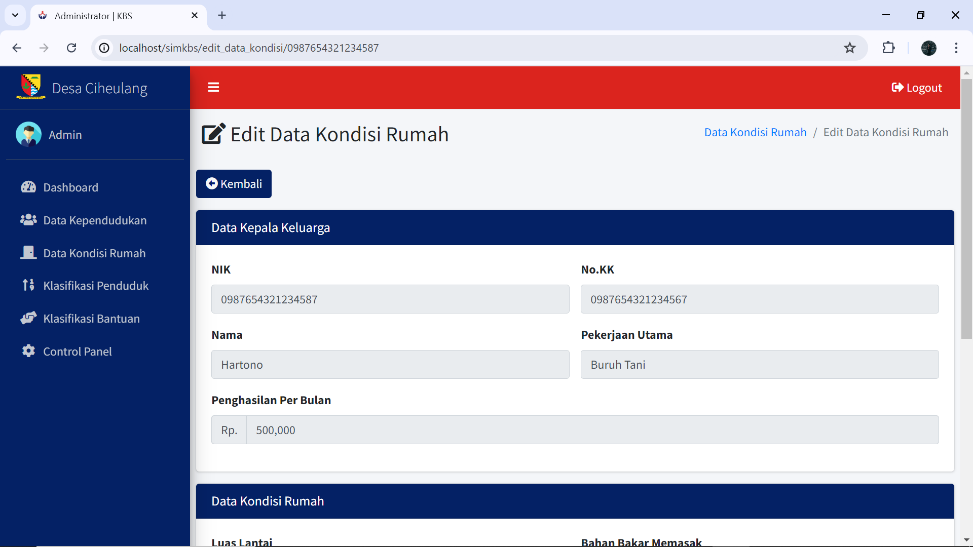 Administrator | KBS
localhost/simkbs/edit_data_kondisi/0987654321234587
Desa Ciheulang
Logout
Admin
Edit Data Kondisi Rumah
Data Kondisi Rumah / Edit Data Kondisi Rumah
Dashboard
Data Kependudukan
Data Kondisi Rumah
Klasifikasi Penduduk
Klasifikasi Bantuan
Control Panel
Kembali
Data Kepala Keluarga
NIK
No.KK
0987654321234587
0987654321234567
Nama
Pekerjaan Utama
Hartono
Buruh Tani
Penghasilan Per Bulan
Rp. 500,000
Data Kondisi Rumah
Luas Lantai
Bahan Bakar Memasak